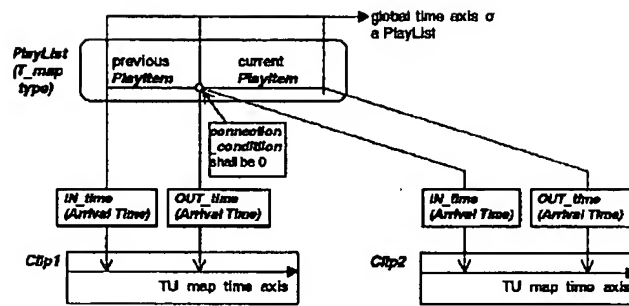 global time axis o
a PlayList
PlayList
(T_map
type)
previous
PlayItem
current
PlayItem
connection
_condition
shall be 0
IN_time
(Arrival Time)
OUT_time
(Arrival Time)
IN_time
(Arrival Time)
OUT_time
(Arrival Time)
Clip1
TU map time axis
Clip2
TU map time axis